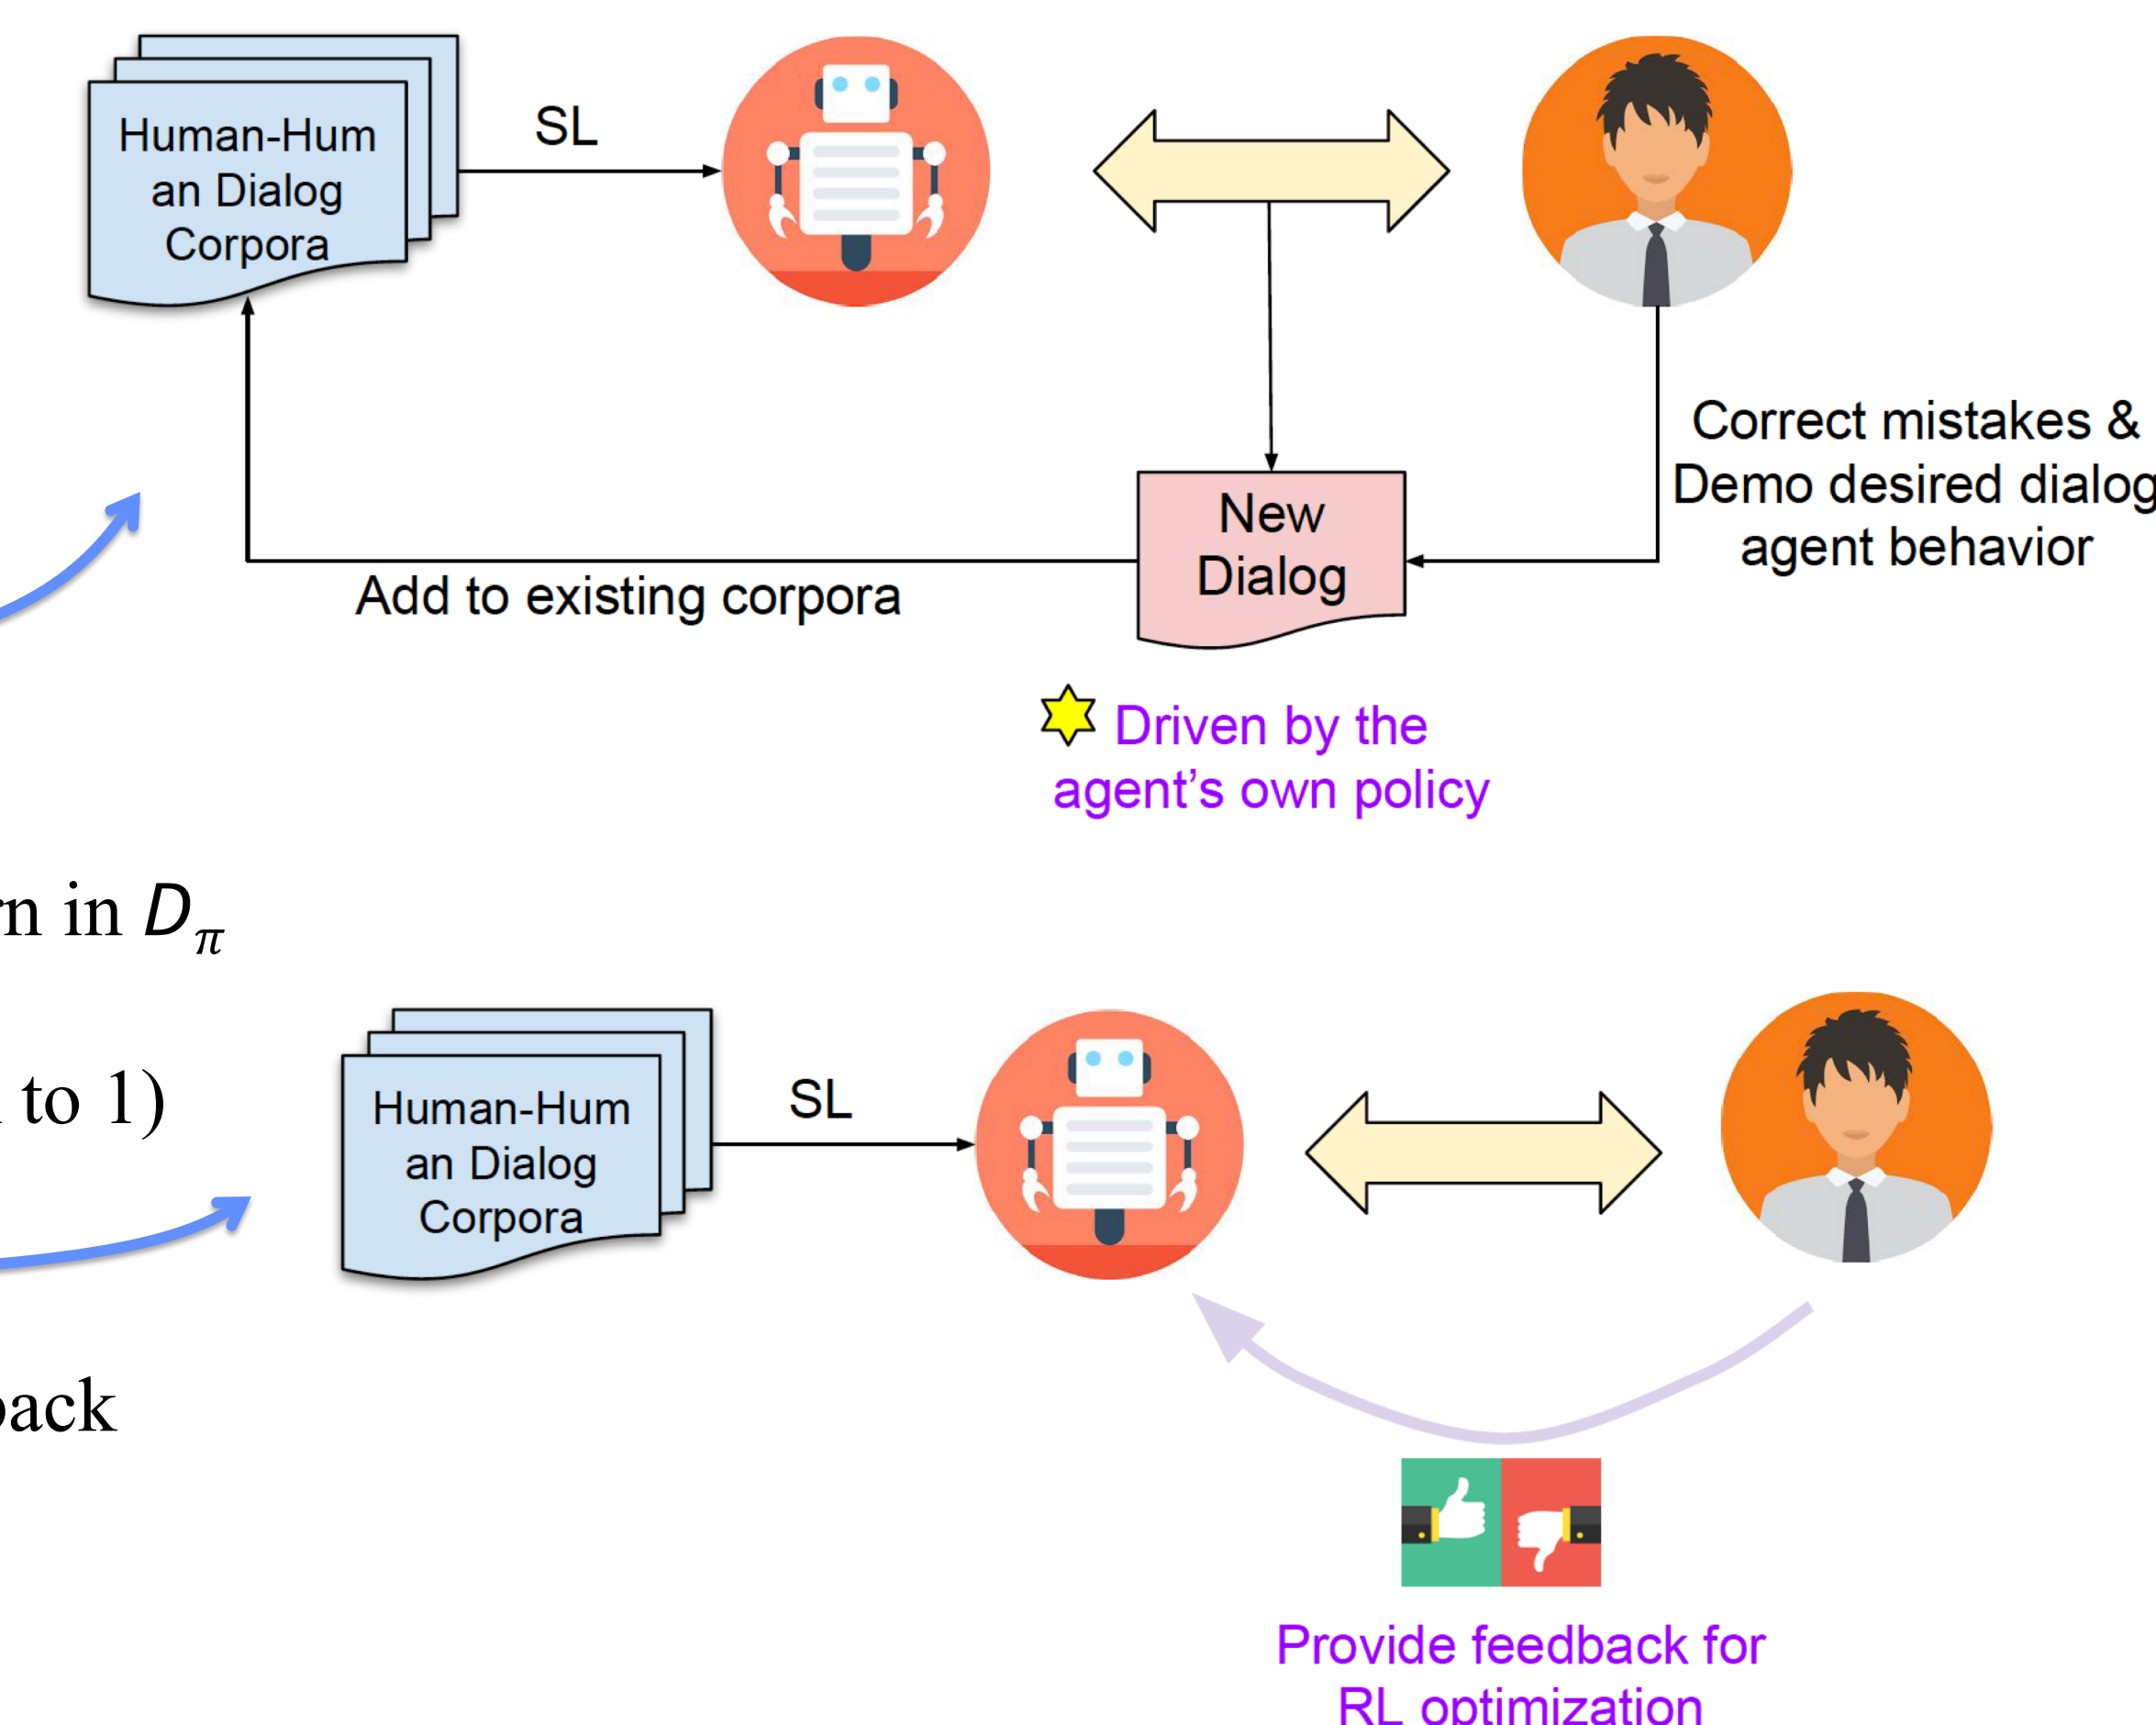 Human-Hum
an Dialog
Corpora
SL
Correct mistakes &
Demo desired dialog
agent behavior
New
Dialog
Add to existing corpora
Driven by the
agent's own policy
in Dπ
to 1)
Human-Hum
an Dialog
Corpora
SL
Provide feedback for
RL optimization